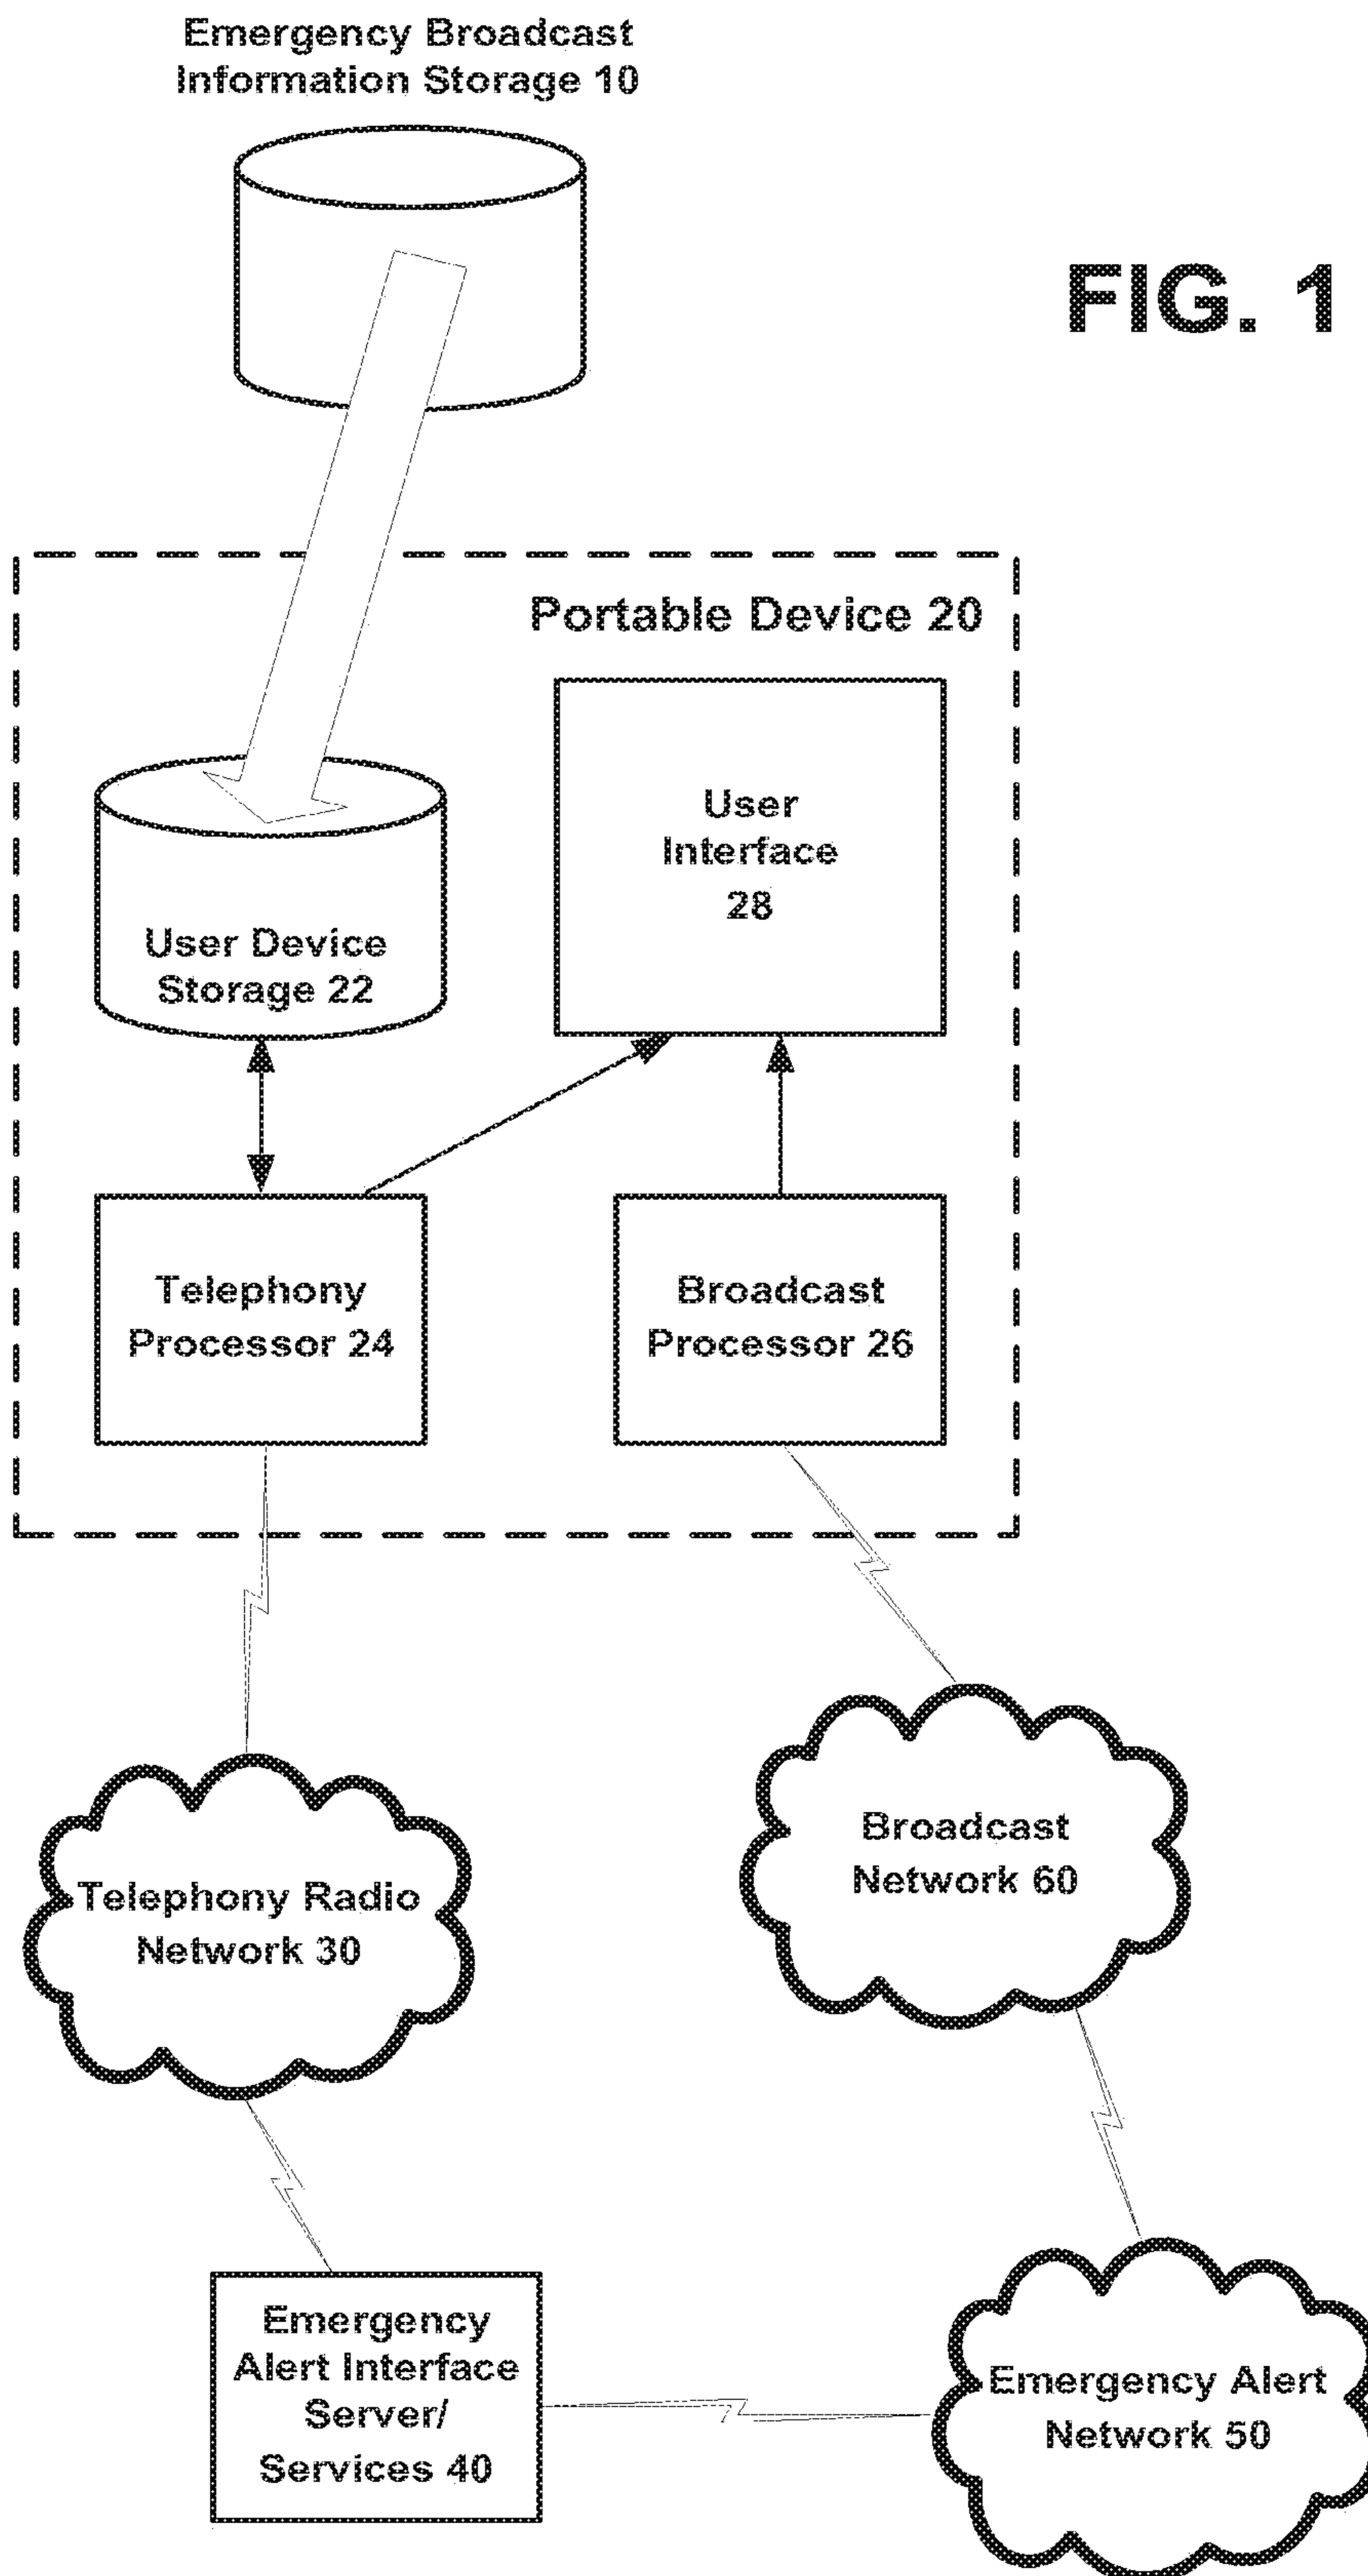 Emergency Broadcast
Information Storage 10
FIG. 1
Portable Device 20
User
Interface
28
User Device
Storage 22
Telephony
Processor 24
Broadcast
Processor 26
Broadcast
Network 60
Telephony Radio
Network 30
Emergency
Alert Interface
Server/
Services 40
Emergency Alert
Network 50